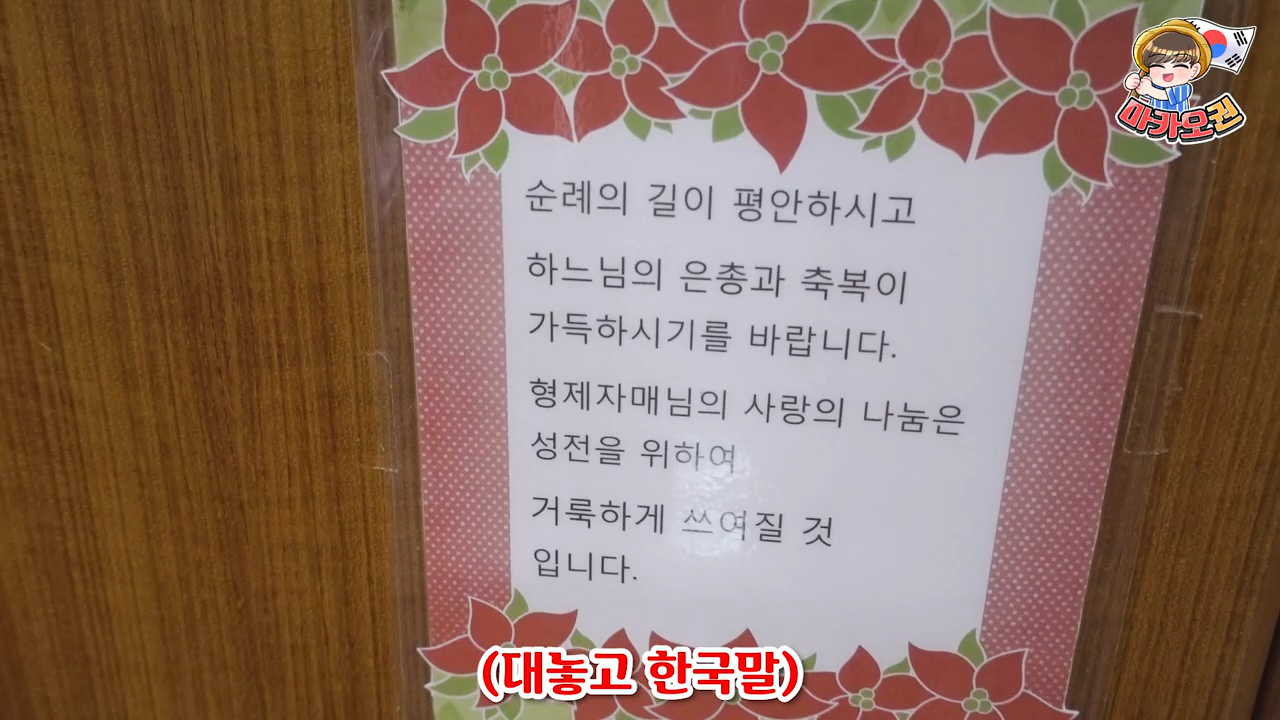 마카오권
순례의 길이 평안하시고
하느님의 은총과 축복이
가득하시기를 바랍니다.
형제자매님의 사랑의 나눔은
성전을 위하여
거룩하게 쓰여질 것
입니다.
(대놓고 한국말)